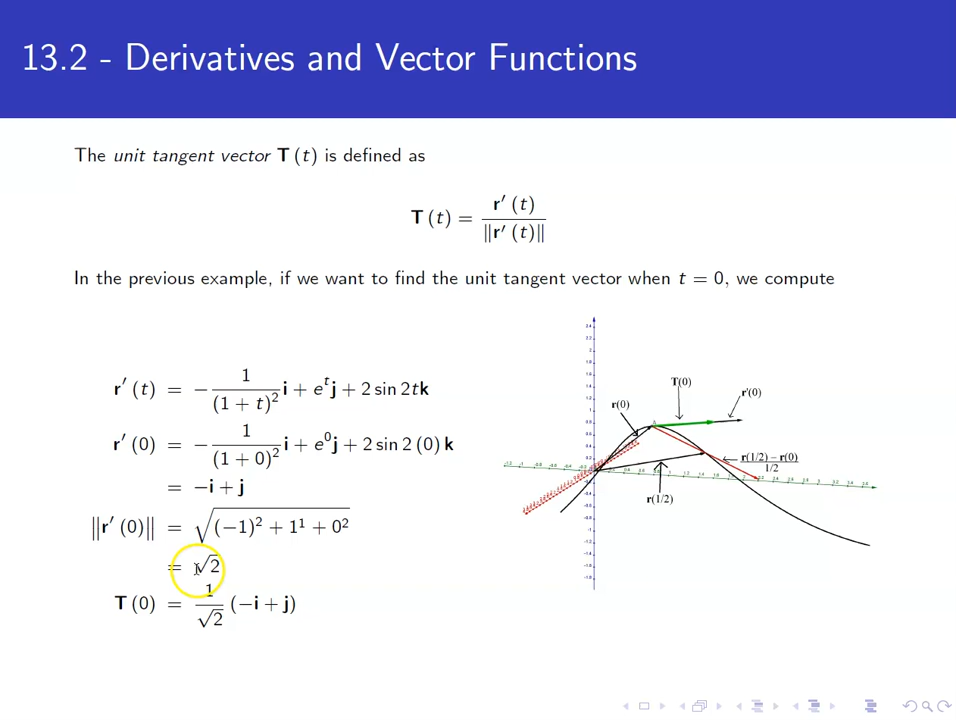 13.2 - Derivatives and Vector Functions
The unit tangent vector T (t) is defined as
T (t) = r′ (t) / ‖r′ (t)‖
In the previous example, if we want to find the unit tangent vector when t = 0, we compute
r′ (t) = − 1/(1 + t)² i + eᵗ j + 2 sin 2t k
r′ (0) = − 1/(1 + 0)² i + e⁰ j + 2 sin 2 (0) k
= −i + j
‖r′ (0)‖ = √((−1)² + 1¹ + 0²)
= √2
T (0) = 1/√2 (−i + j)
T(0)
r'(0)
r(0)
r(1/2) − r(0)
1/2
r(1/2)